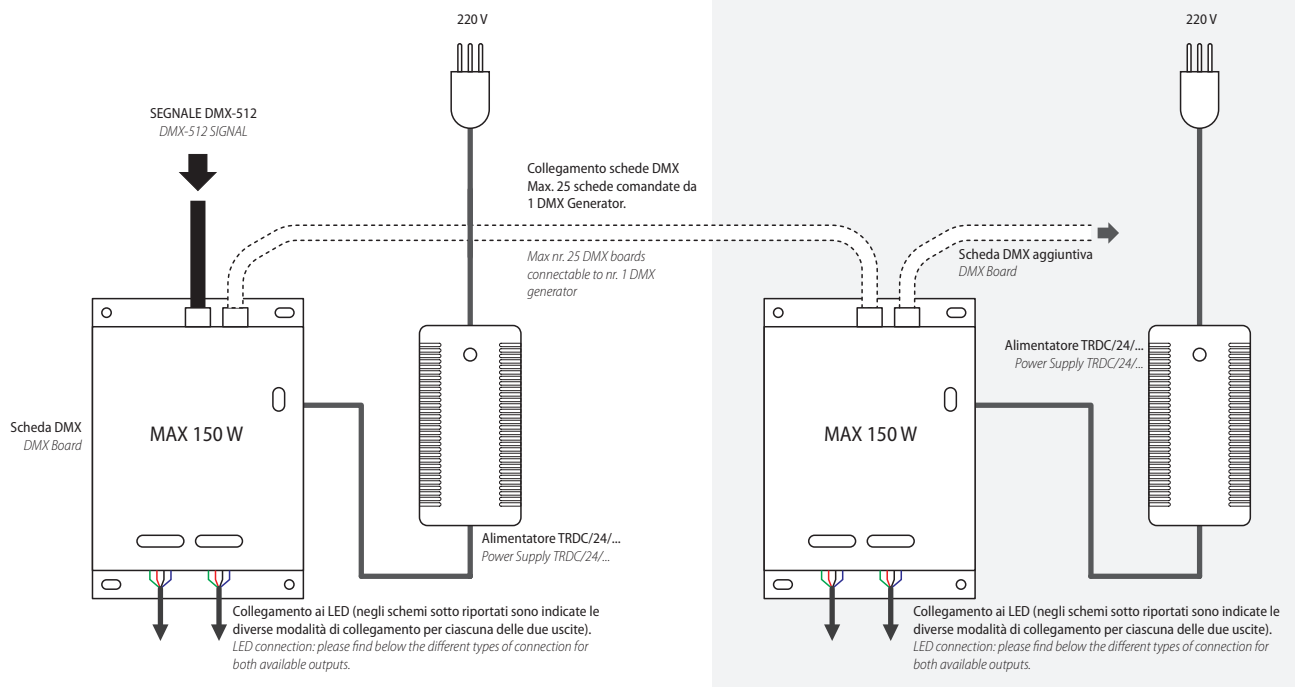 220 V
SEGNALE DMX-512
DMX-512 SIGNAL
Collegamento schede DMX
Max. 25 schede comandate da
1 DMX Generator.
Max nr. 25 DMX boards
connectable to nr. 1 DMX
generator
Scheda DMX
DMX Board
MAX 150 W
Alimentatore TRDC/24/...
Power Supply TRDC/24/...
Collegamento ai LED (negli schemi sotto riportati sono indicate le
diverse modalità di collegamento per ciascuna delle due uscite).
LED connection: please find below the different types of connection for
both available outputs.
220 V
Scheda DMX aggiuntiva
DMX Board
Alimentatore TRDC/24/...
Power Supply TRDC/24/...
MAX 150 W
Collegamento ai LED (negli schemi sotto riportati sono indicate le
diverse modalità di collegamento per ciascuna delle due uscite).
LED connection: please find below the different types of connection for
both available outputs.